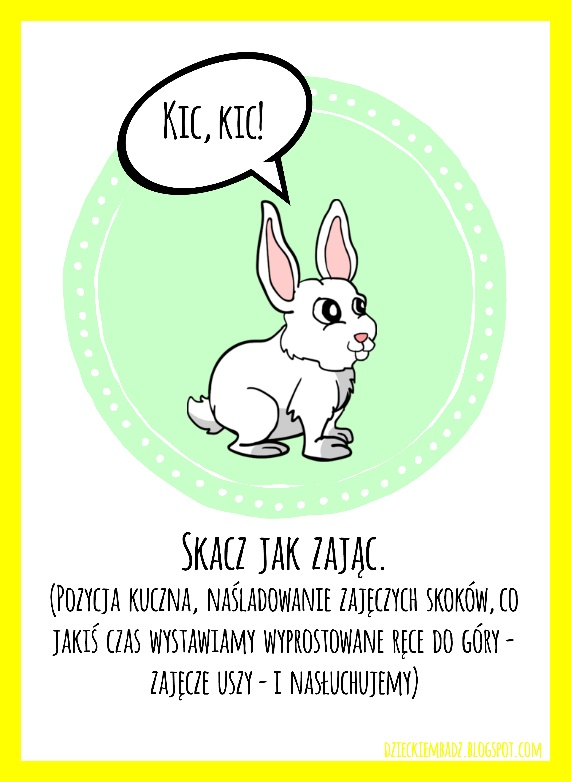 Kic, kic!
Skacz jak zając.
(Pozycja kuczna, naśladowanie zajęczych skoków, co
jakiś czas wystawiamy wyprostowane ręce do góry -
zajęcze uszy - i nasłuchujemy)
dzieckiembadz.blogspot.com